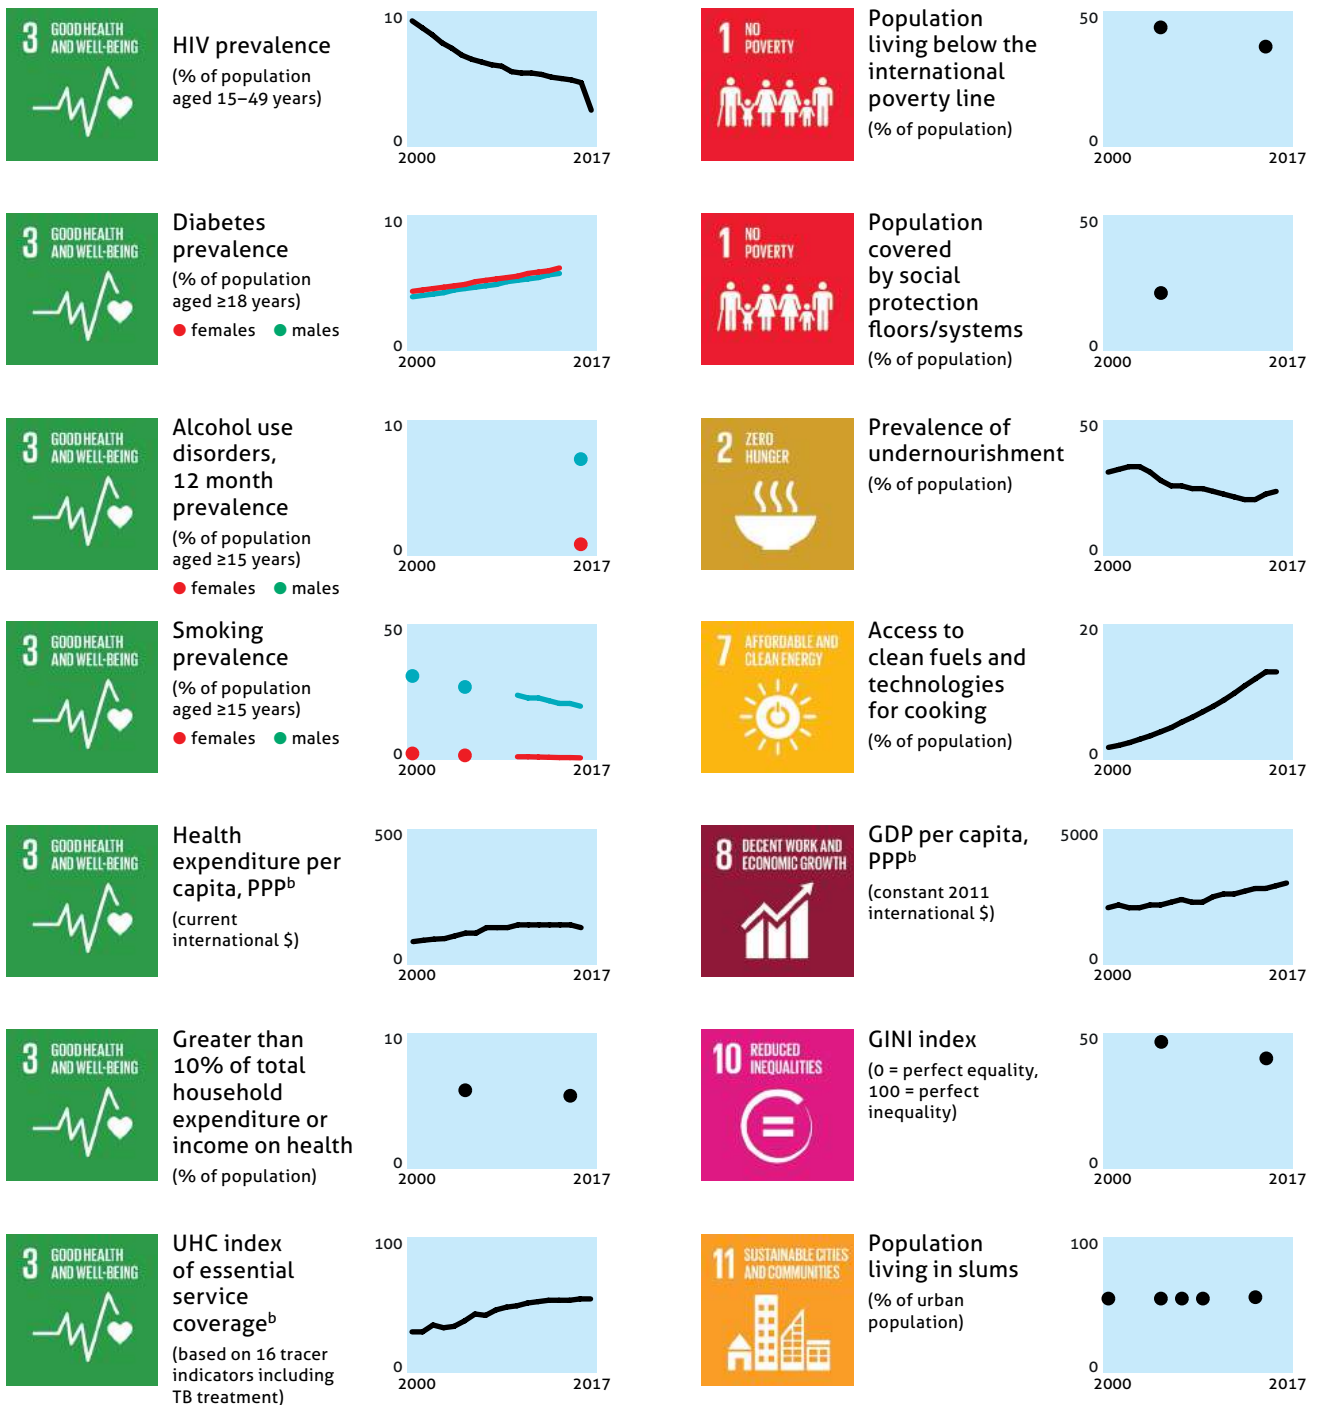 3 GOOD HEALTH
AND WELL-BEING
HIV prevalence
(% of population
aged 15–49 years)
10
0
2000 2017
3 GOOD HEALTH
AND WELL-BEING
Diabetes
prevalence
(% of population
aged ≥18 years)
females males
10
0
2000 2017
3 GOOD HEALTH
AND WELL-BEING
Alcohol use
disorders,
12 month
prevalence
(% of population
aged ≥15 years)
females males
10
0
2000 2017
3 GOOD HEALTH
AND WELL-BEING
Smoking
prevalence
(% of population
aged ≥15 years)
females males
50
0
2000 2017
3 GOOD HEALTH
AND WELL-BEING
Health
expenditure per
capita, PPPᵇ
(current
international $)
500
0
2000 2017
3 GOOD HEALTH
AND WELL-BEING
Greater than
10% of total
household
expenditure or
income on health
(% of population)
10
0
2000 2017
3 GOOD HEALTH
AND WELL-BEING
UHC index
of essential
service
coverageᵇ
(based on 16 tracer
indicators including
TB treatment)
100
0
2000 2017
1 NO
POVERTY
Population
living below the
international
poverty line
(% of population)
50
0
2000 2017
1 NO
POVERTY
Population
covered
by social
protection
floors/systems
(% of population)
50
0
2000 2017
2 ZERO
HUNGER
Prevalence of
undernourishment
(% of population)
50
0
2000 2017
7 AFFORDABLE AND
CLEAN ENERGY
Access to
clean fuels and
technologies
for cooking
(% of population)
20
0
2000 2017
8 DECENT WORK AND
ECONOMIC GROWTH
GDP per capita,
PPPᵇ
(constant 2011
international $)
5000
0
2000 2017
10 REDUCED
INEQUALITIES
GINI index
(0 = perfect equality,
100 = perfect
inequality)
50
0
2000 2017
11 SUSTAINABLE CITIES
AND COMMUNITIES
Population
living in slums
(% of urban
population)
100
0
2000 2017